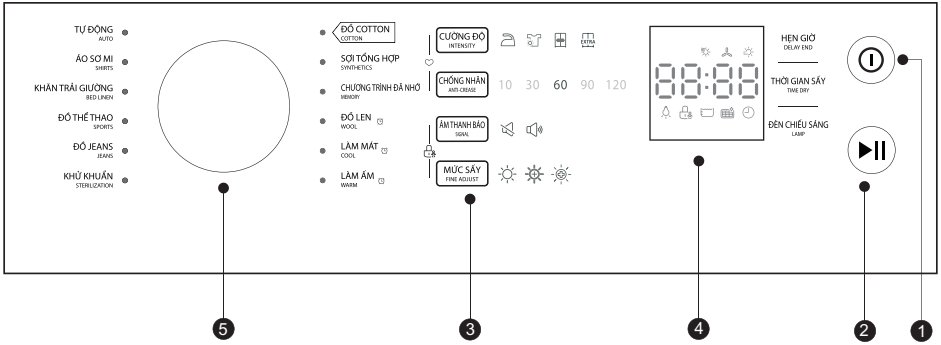 TỰ ĐỘNG
AUTO
ÁO SƠ MI
SHIRTS
KHĂN TRẢI GIƯỜNG
BED LINEN
ĐỒ THỂ THAO
SPORTS
ĐỒ JEANS
JEANS
KHỬ KHUẨN
STERILIZATION
ĐỒ COTTON
COTTON
SỢI TỔNG HỢP
SYNTHETICS
CHƯƠNG TRÌNH ĐÃ NHỚ
MEMORY
ĐỒ LEN
WOOL
LÀM MÁT
COOL
LÀM ẤM
WARM
CƯỜNG ĐỘ
INTENSITY
EXTRA
CHỐNG NHĂN
ANTI-CREASE
10 30 60 90 120
ÂM THANH BÁO
SIGNAL
MỨC SẤY
FINE ADJUST
88:88
HẸN GIỜ
DELAY END
THỜI GIAN SẤY
TIME DRY
ĐÈN CHIẾU SÁNG
LAMP
5
3
4
2
1